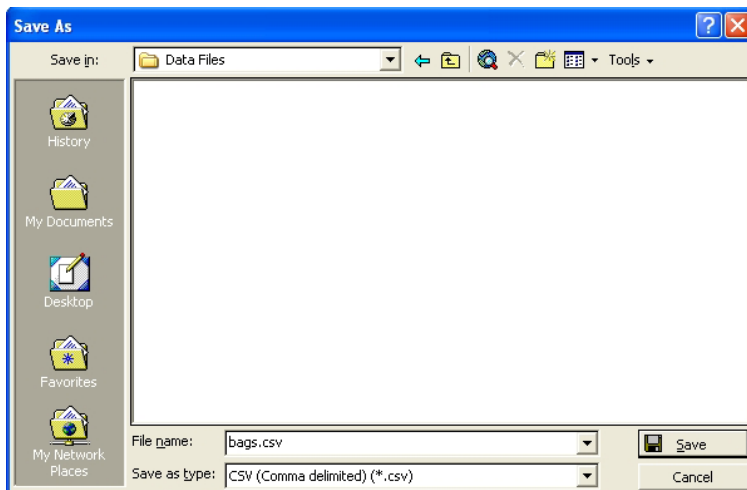 Save As
Save in: Data Files Tools
History
My Documents
Desktop
Favorites
My Network
Places
File name: bags.csv Save
Save as type: CSV (Comma delimited) (*.csv) Cancel